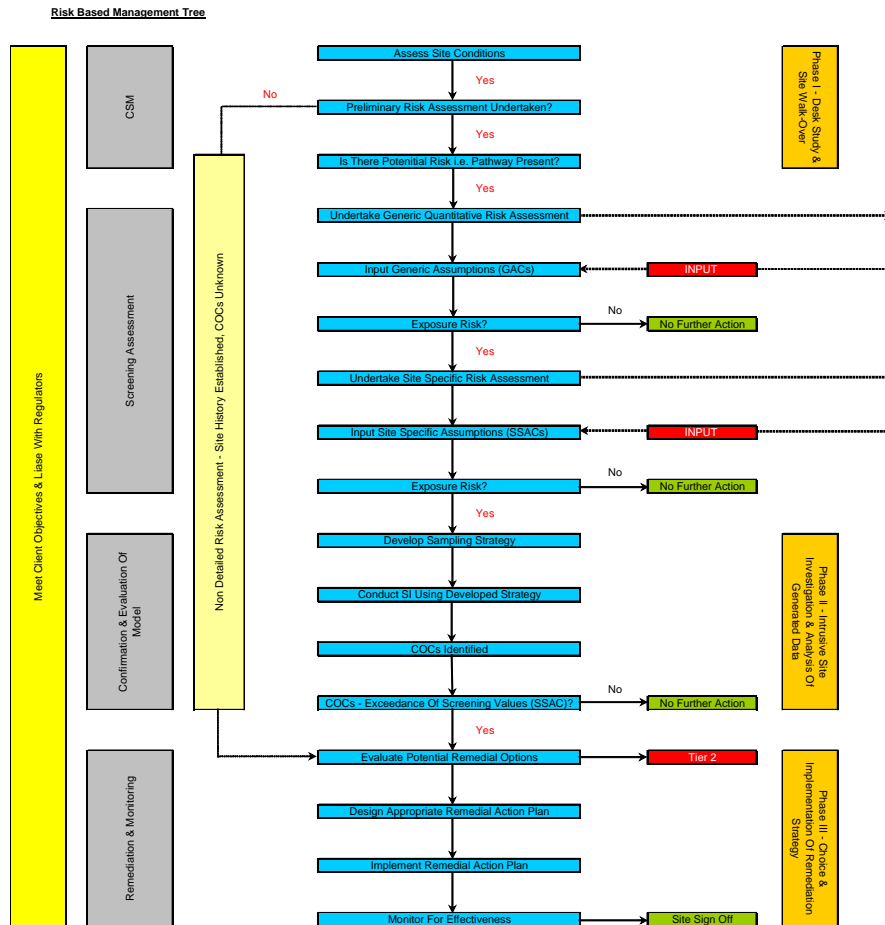 Risk Based Management Tree
Meet Client Objectives & Liase With Regulators
CSM
Screening Assessment
Confirmation & Evaluation Of
Model
Remediation & Monitoring
Non Detailed Risk Assessment - Site History Established, COCs Unknown
Assess Site Conditions
Yes
No
Preliminary Risk Assessment Undertaken?
Yes
Is There Potenitial Risk i.e. Pathway Present?
Yes
Undertake Generic Quantitative Risk Assessment
Input Generic Assumptions (GACs)
INPUT
Exposure Risk?
No
No Further Action
Yes
Undertake Site Specific Risk Assessment
Input Site Specific Assumptions (SSACs)
INPUT
Exposure Risk?
No
No Further Action
Yes
Develop Sampling Strategy
Conduct SI Using Developed Strategy
COCs Identified
COCs - Exceedance Of Screening Values (SSAC)?
No
No Further Action
Yes
Evaluate Potential Remedial Options
Tier 2
Design Appropriate Remedial Action Plan
Implement Remedial Action Plan
Monitor For Effectiveness
Site Sign Off
Phase I - Desk Study &
Site Walk-Over
Phase II - Intrusive Site
Investigation & Analysis Of
Generated Data
Phase III - Choice &
Implementation Of Remediation
Strategy